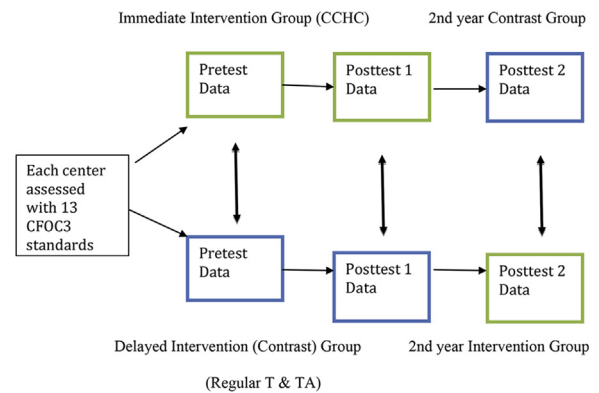 Immediate Intervention Group (CCHC)
2nd year Contrast Group
Pretest
Data
Posttest 1
Data
Posttest 2
Data
Each center
assessed
with 13
CFOC3
standards
Pretest
Data
Posttest 1
Data
Posttest 2
Data
Delayed Intervention (Contrast) Group
2nd year Intervention Group
(Regular T & TA)